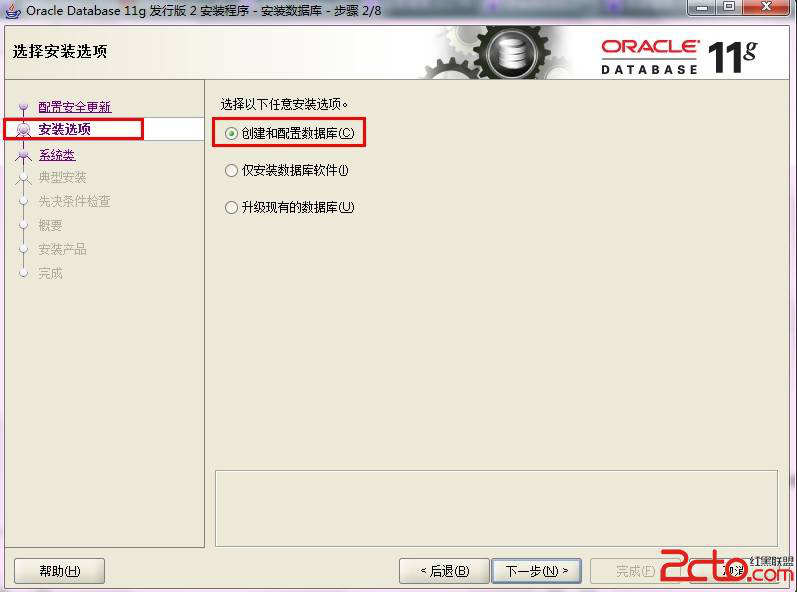 Oracle Database 11g 发行版 2 安装程序 - 安装数据库 - 步骤 2/8
选择安装选项
ORACLE
DATABASE 11g
配置安全更新
安装选项
系统类
典型安装
先决条件检查
概要
安装产品
完成
选择以下任意安装选项。
创建和配置数据库(C)
仅安装数据库软件(I)
升级现有的数据库(U)
帮助(H)
< 后退(B)
下一步(N) >
完成(F)
取消
2cto.com
红黑联盟